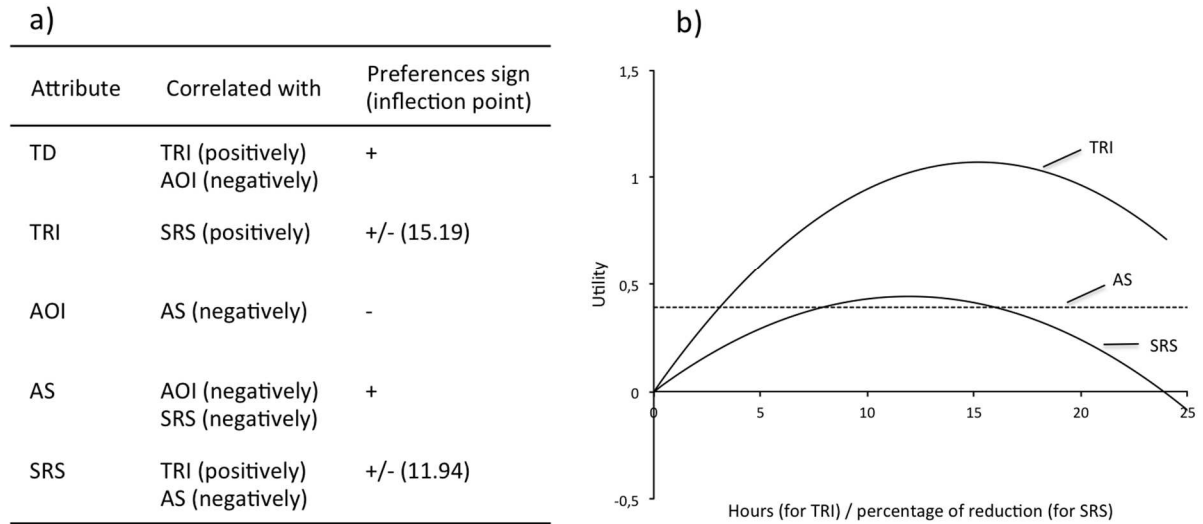 a)
Attribute Correlated with Preferences sign
(inflection point)
TD TRI (positively) +
AOI (negatively)
TRI SRS (positively) +/- (15.19)
AOI AS (negatively) -
AS AOI (negatively) +
SRS (negatively)
SRS TRI (positively) +/- (11.94)
AS (negatively)
b)
1,5
1
0,5
0
-0,5
Utility
TRI
AS
SRS
0 5 10 15 20 25
Hours (for TRI) / percentage of reduction (for SRS)